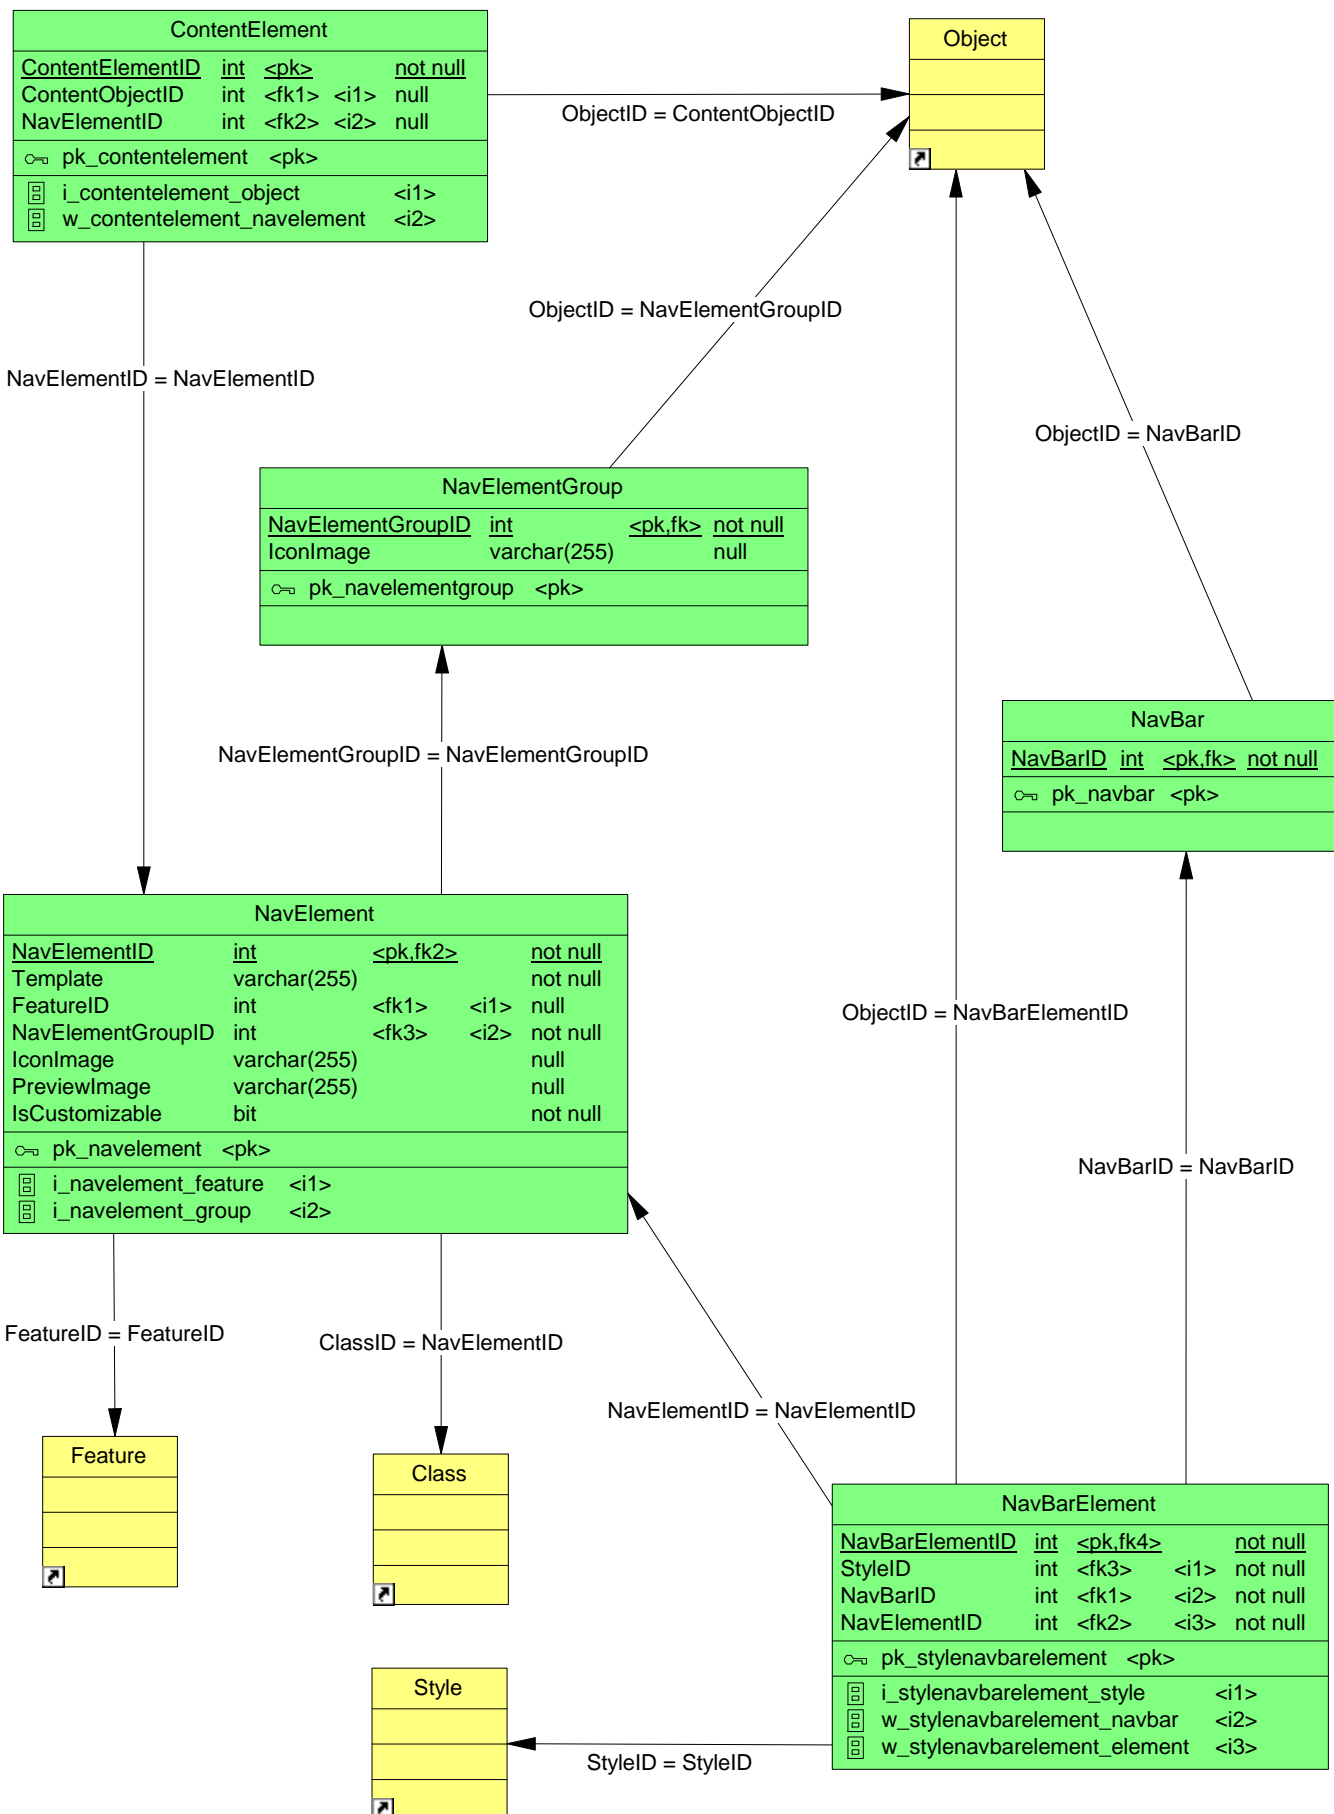 ContentElement
ContentElementID int <pk> not null
ContentObjectID int <fk1> <i1> null
NavElementID int <fk2> <i2> null
pk_contentelement <pk>
i_contentelement_object <i1>
w_contentelement_navelement <i2>
Object
ObjectID = ContentObjectID
ObjectID = NavElementGroupID
NavElementID = NavElementID
ObjectID = NavBarID
NavElementGroup
NavElementGroupID int <pk,fk> not null
IconImage varchar(255) null
pk_navelementgroup <pk>
NavBar
NavBarID int <pk,fk> not null
pk_navbar <pk>
NavElementGroupID = NavElementGroupID
NavElement
NavElementID int <pk,fk2> not null
Template varchar(255) not null
FeatureID int <fk1> <i1> null
NavElementGroupID int <fk3> <i2> not null
IconImage varchar(255) null
PreviewImage varchar(255) null
IsCustomizable bit not null
pk_navelement <pk>
i_navelement_feature <i1>
i_navelement_group <i2>
ObjectID = NavBarElementID
NavBarID = NavBarID
FeatureID = FeatureID
ClassID = NavElementID
NavElementID = NavElementID
Feature
Class
NavBarElement
NavBarElementID int <pk,fk4> not null
StyleID int <fk3> <i1> not null
NavBarID int <fk1> <i2> not null
NavElementID int <fk2> <i3> not null
pk_stylenavbarelement <pk>
i_stylenavbarelement_style <i1>
w_stylenavbarelement_navbar <i2>
w_stylenavbarelement_element <i3>
Style
StyleID = StyleID